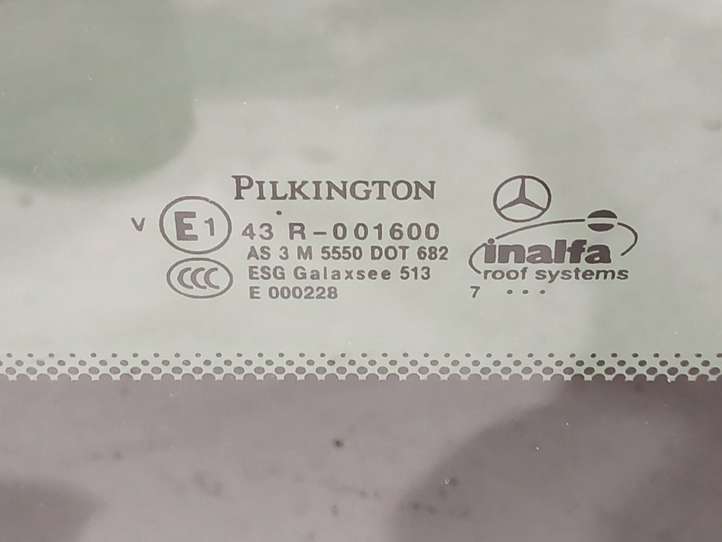 PILKINGTON
V E1 43 R-001600
AS 3 M 5550 DOT 682
CCC ESG Galaxsee 513
E 000228
inalfa
roof systems
7 ...